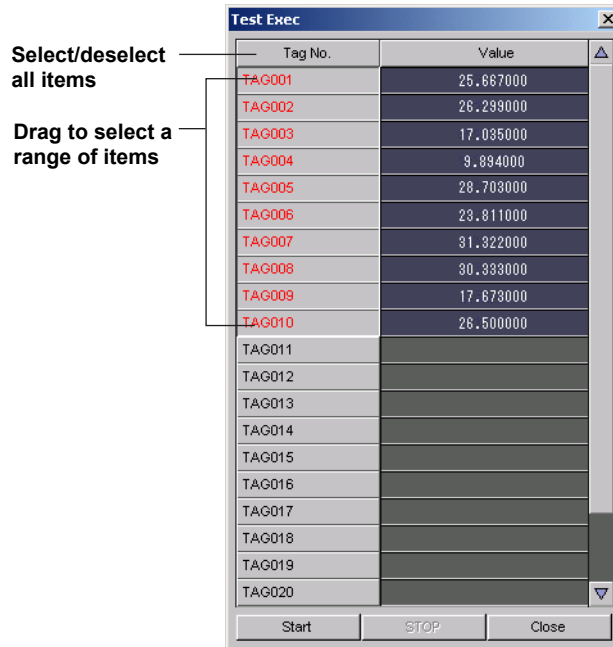 Test Exec
Select/deselect
all items
Drag to select a
range of items
Tag No. Value
TAG001 25.667000
TAG002 26.299000
TAG003 17.035000
TAG004 9.894000
TAG005 28.703000
TAG006 23.811000
TAG007 31.322000
TAG008 30.333000
TAG009 17.673000
TAG010 26.500000
TAG011
TAG012
TAG013
TAG014
TAG015
TAG016
TAG017
TAG018
TAG019
TAG020
Start STOP Close